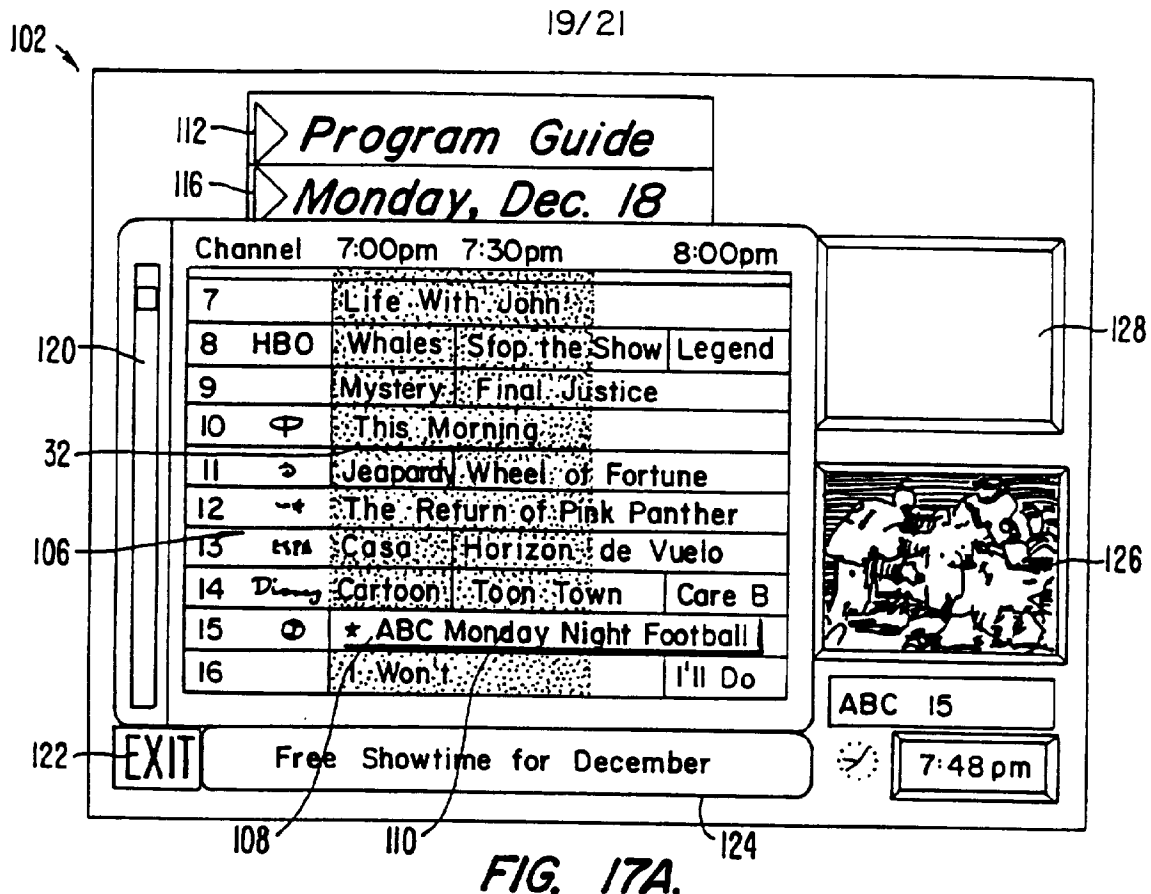 19/21
102
112
Program Guide
116
Monday, Dec. 18
Channel 7:00pm 7:30pm 8:00pm
7 Life With John
8 HBO Whales Stop the Show Legend
120
128
9 Mystery Final Justice
10 This Morning
32
11 Jeapardy Wheel of Fortune
12 The Return of Pink Panther
106
13 Casa Horizon de Vuelo
126
14 Disney Cartoon Toon Town Care B
15 ★ ABC Monday Night Football
16 I Won't I'll Do
ABC 15
122
EXIT
Free Showtime for December
7:48pm
108
110
124
FIG. 17A.